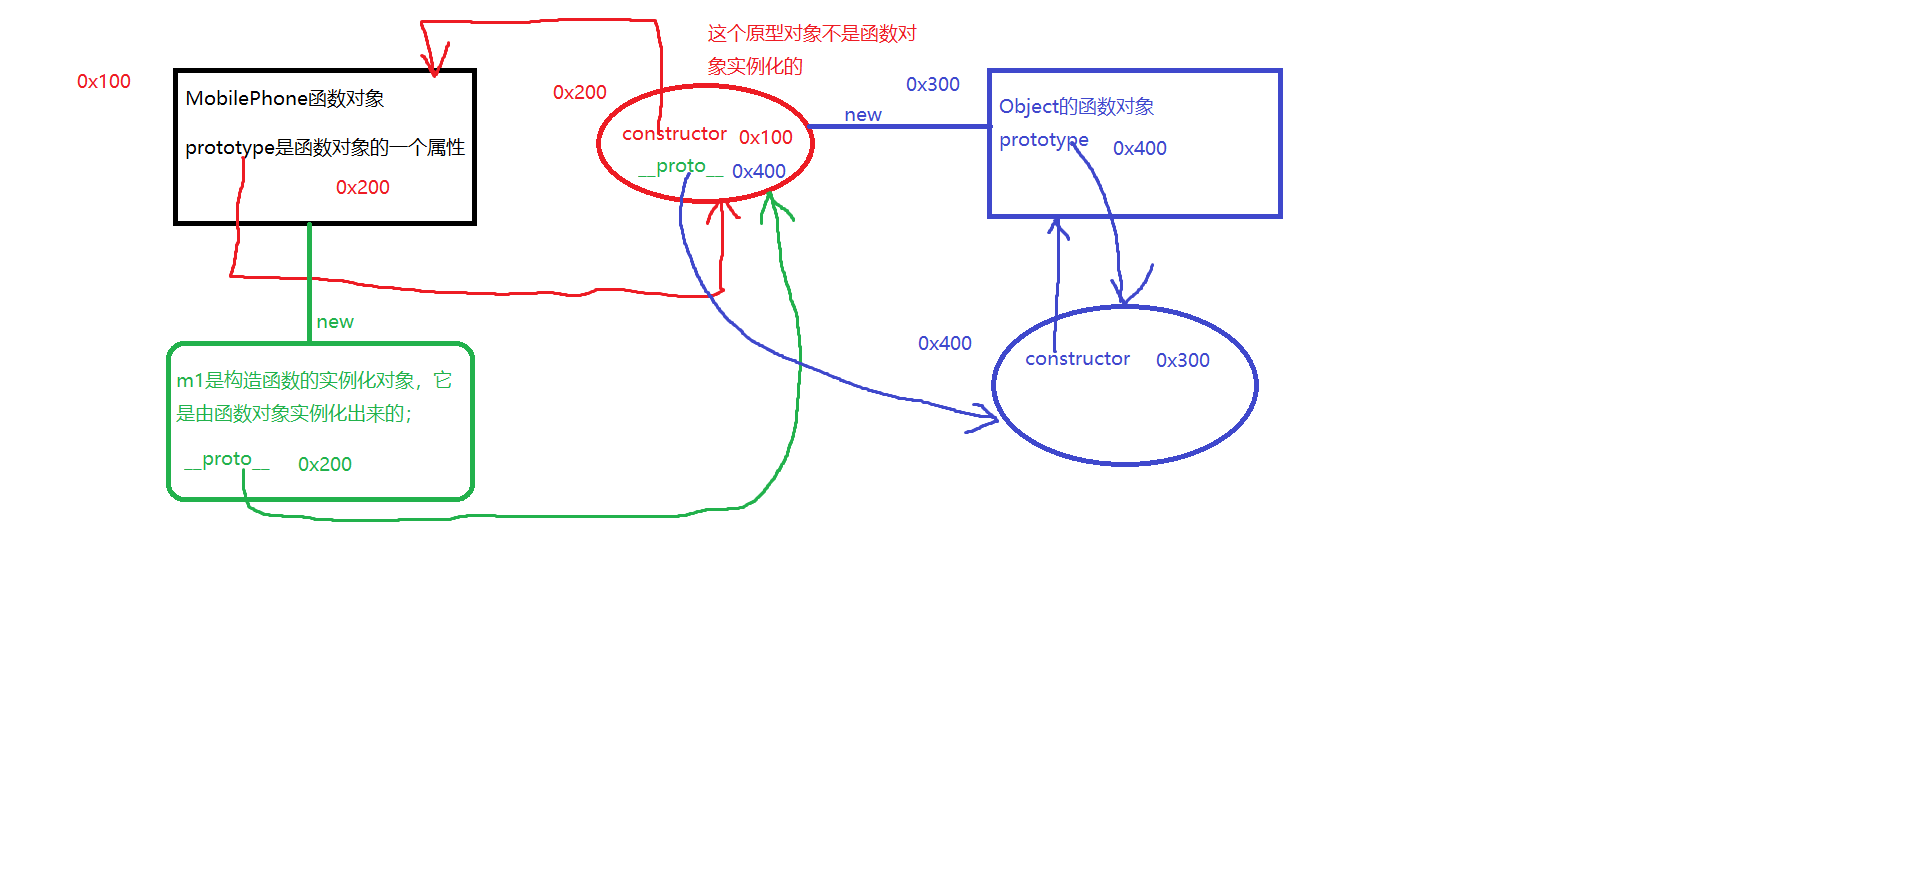 这个原型对象不是函数对
象实例化的
0x100
0x200
0x300
MobilePhone函数对象
prototype是函数对象的一个属性
0x200
constructor 0x100
__proto__ 0x400
new
Object的函数对象
prototype 0x400
new
m1是构造函数的实例化对象，它
是由函数对象实例化出来的；
__proto__ 0x200
0x400
constructor 0x300